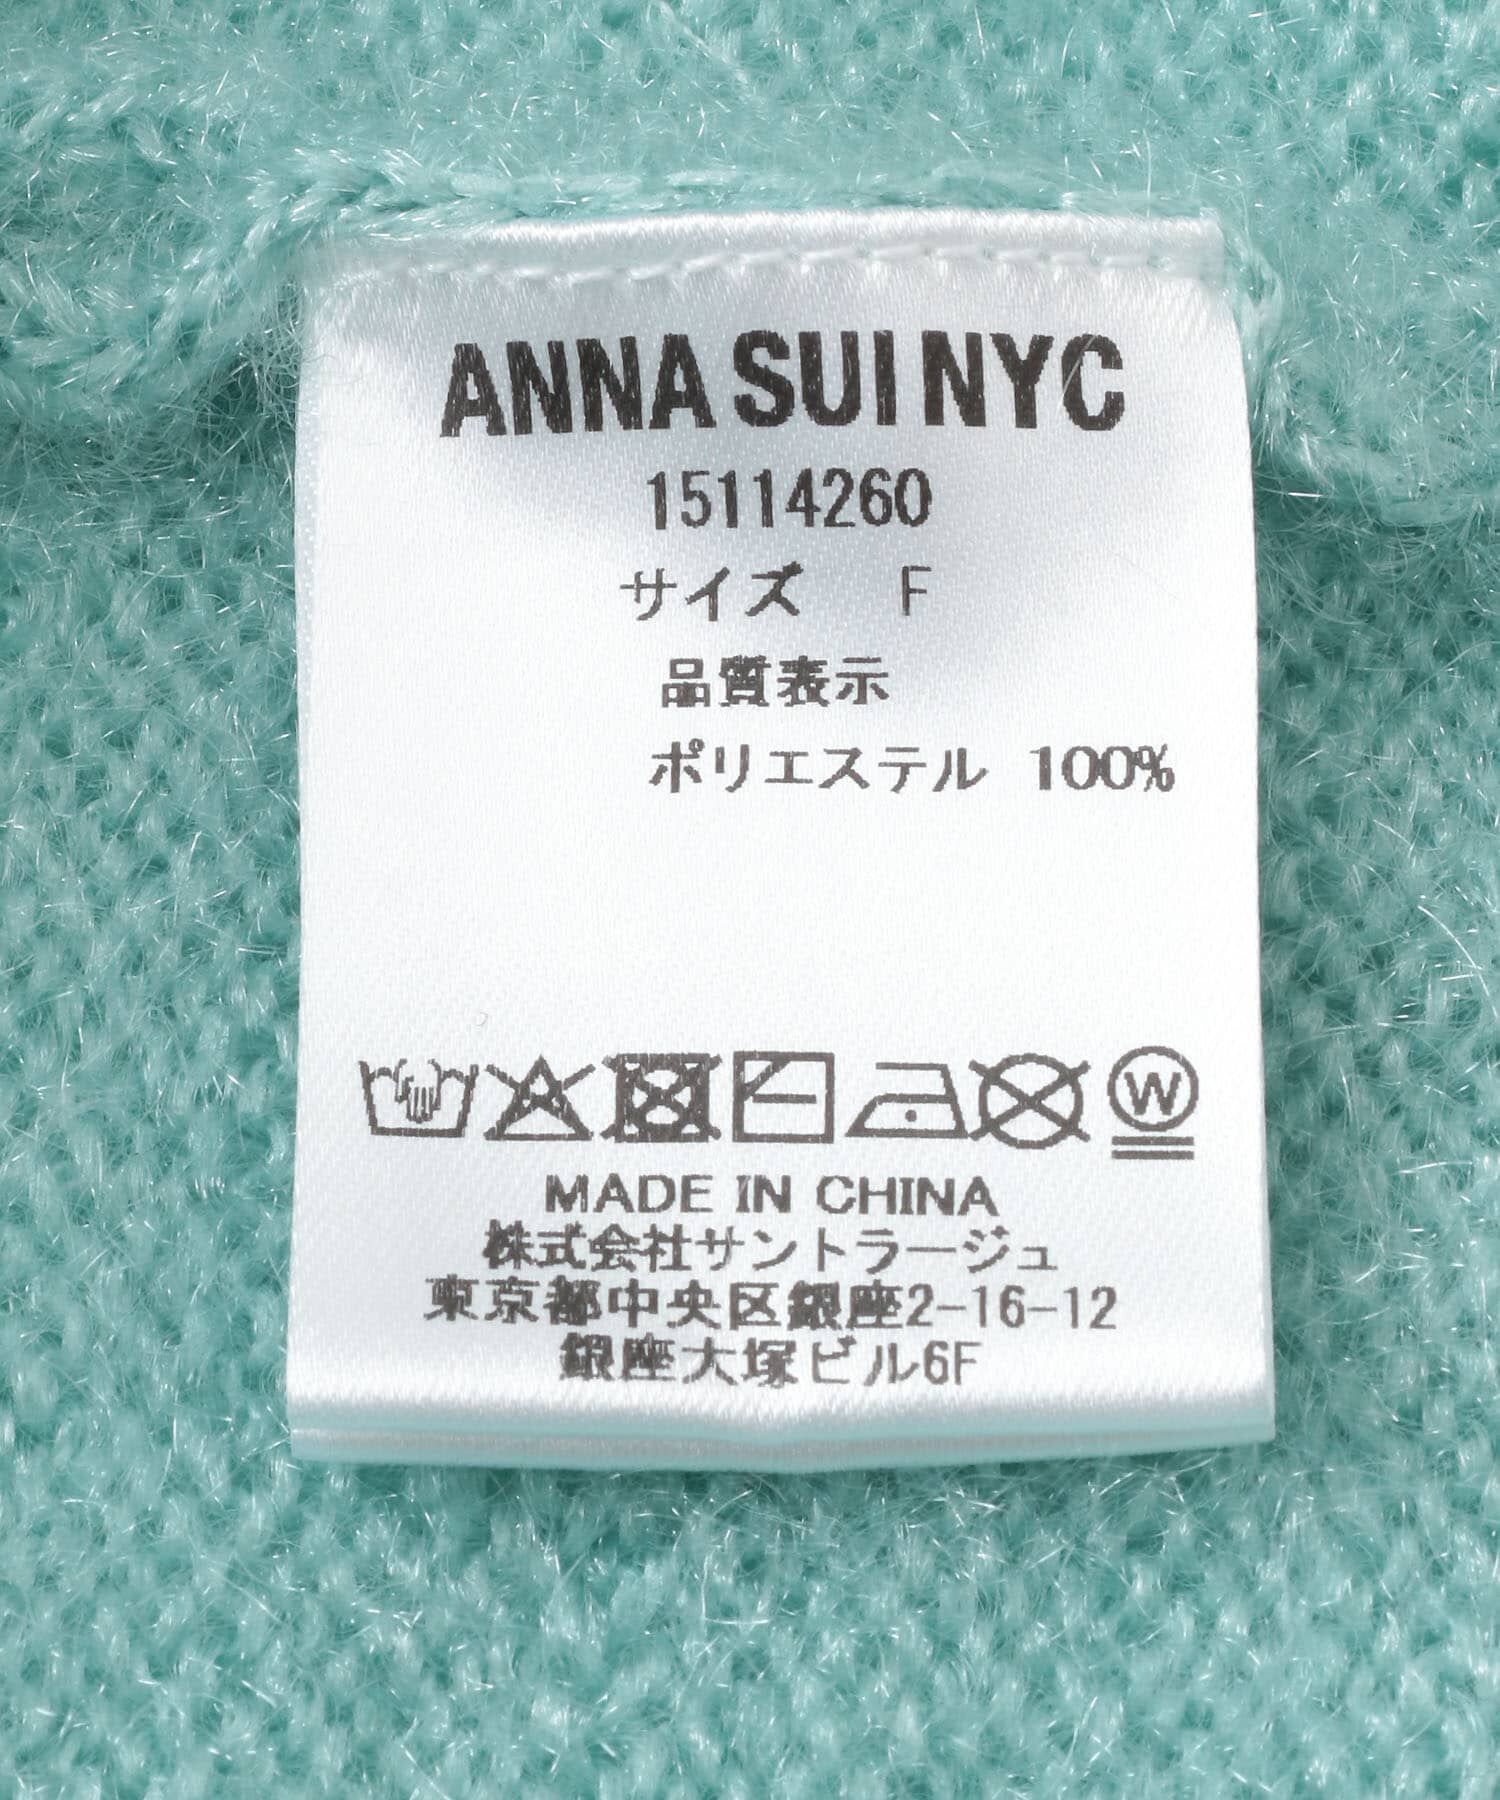 ANNA SUI NYC
15114260
サイズ F
品質表示
ポリエステル 100%
W
MADE IN CHINA
株式会社サントラージュ
東京都中央区銀座2-16-12
銀座大塚ビル6F